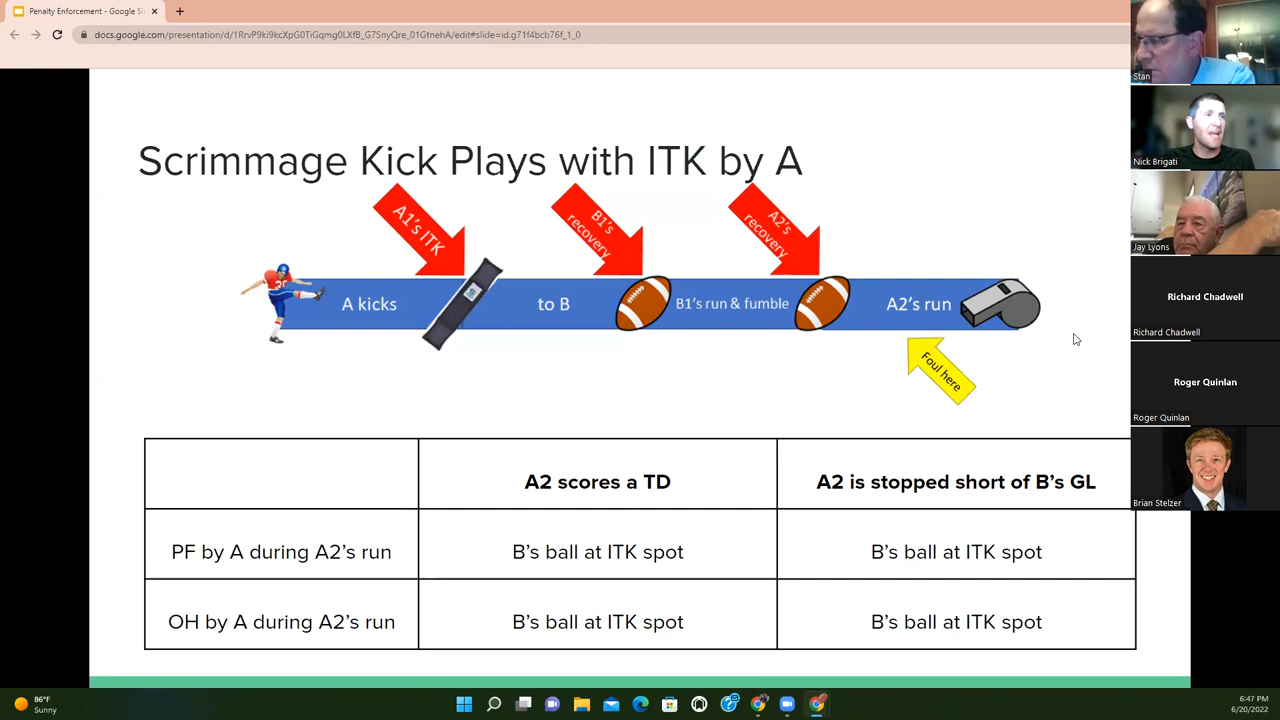 Penalty Enforcement - Google Sli
docs.google.com/presentation/d/1RrvP9ki9kcXpG0TiGqmg0LXfB_G7SnyQre_01GtnehA/edit#slide=id.g71f4bcb76f_1_0
Stan
Nick Brigati
Jay Lyons
Richard Chadwell
Richard Chadwell
Roger Quinlan
Roger Quinlan
Brian Stelzer
Scrimmage Kick Plays with ITK by A
A1's ITK
B1's
recovery
A2's
recovery
A kicks
to B
B1's run & fumble
A2's run
Foul here
A2 scores a TD
A2 is stopped short of B's GL
PF by A during A2's run
B's ball at ITK spot
B's ball at ITK spot
OH by A during A2's run
B's ball at ITK spot
B's ball at ITK spot
86°F
Sunny
6:47 PM
6/20/2022